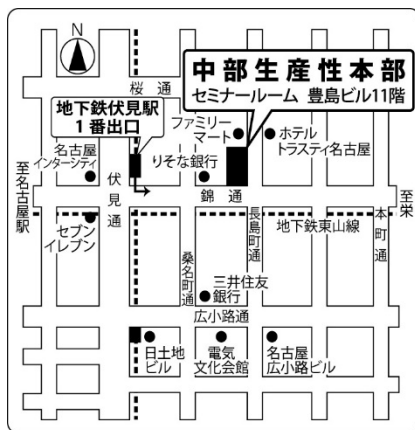 N
中部生産性本部
セミナールーム 豊島ビル11階
桜通
地下鉄伏見駅
1番出口
ファミリー
マート
ホテル
トラスティ名古屋
名古屋
インターシティ
りそな銀行
至名古屋駅
伏見通
錦通
至栄
セブン
イレブン
長島町通
地下鉄東山線
本町通
桑名町通
三井住友
銀行
広小路通
日土地
ビル
電気
文化会館
名古屋
広小路ビル